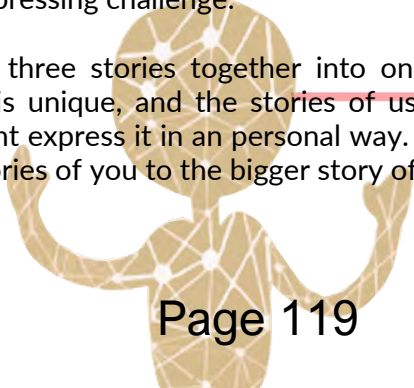 pressing challenge.
three stories together into on
is unique, and the stories of us
nt express it in an personal way.
ries of you to the bigger story of
Page 119